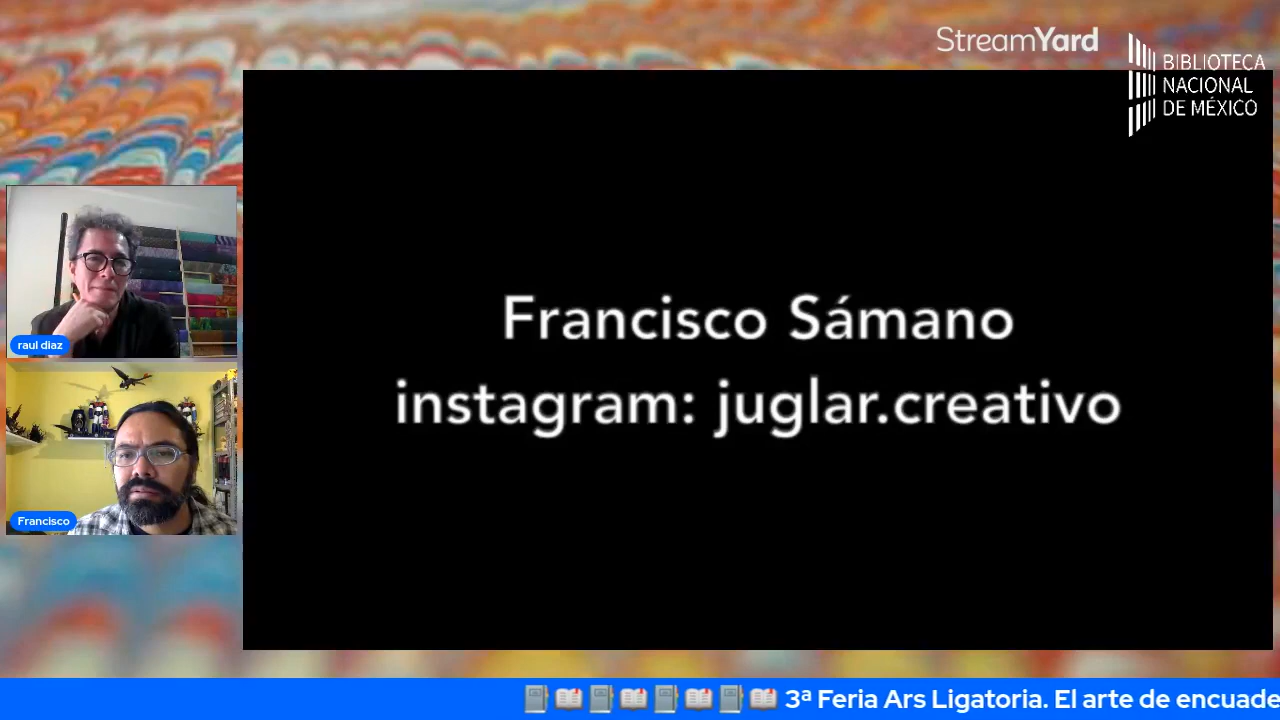 StreamYard
BIBLIOTECA
NACIONAL
DE MÉXICO
raul diaz
Francisco
Francisco Sámano
instagram: juglar.creativo
3ª Feria Ars Ligatoria. El arte de encuade